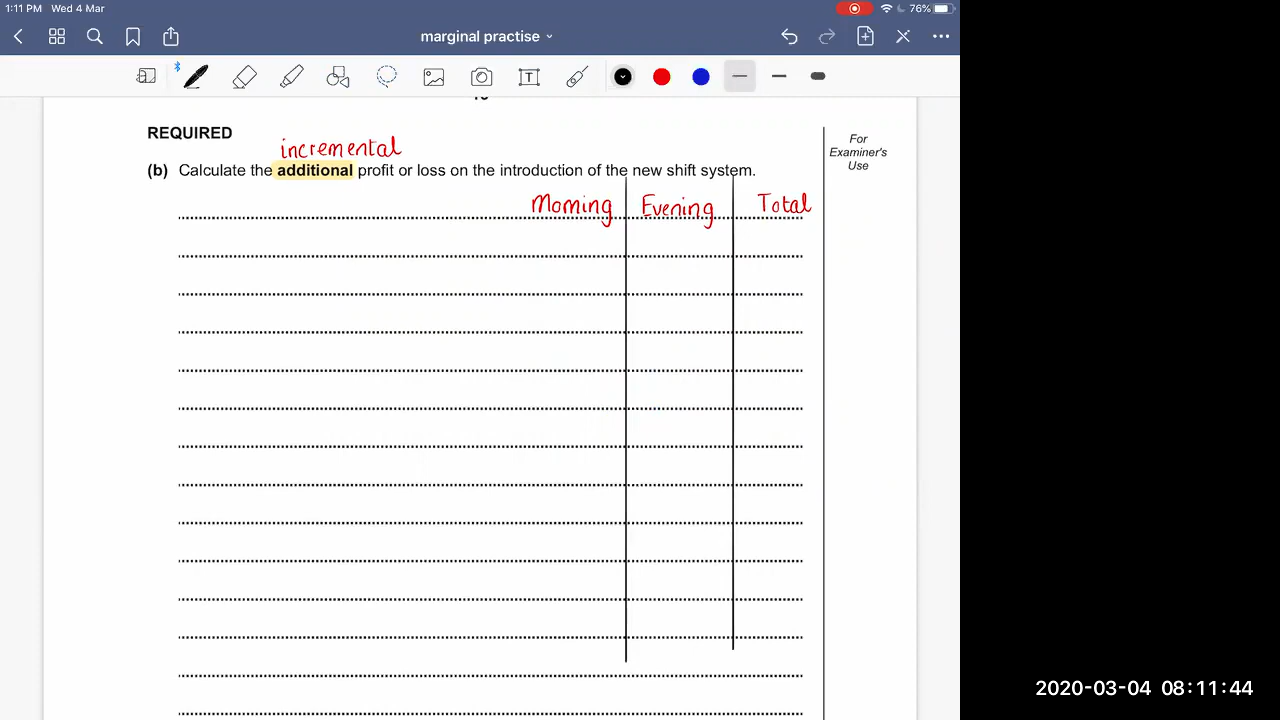 1:11 PM Wed 4 Mar
76%
marginal practise
T
REQUIRED
For
Examiner's
Use
incremental
(b) Calculate the additional profit or loss on the introduction of the new shift system.
Morning Evening Total
2020-03-04 08:11:44